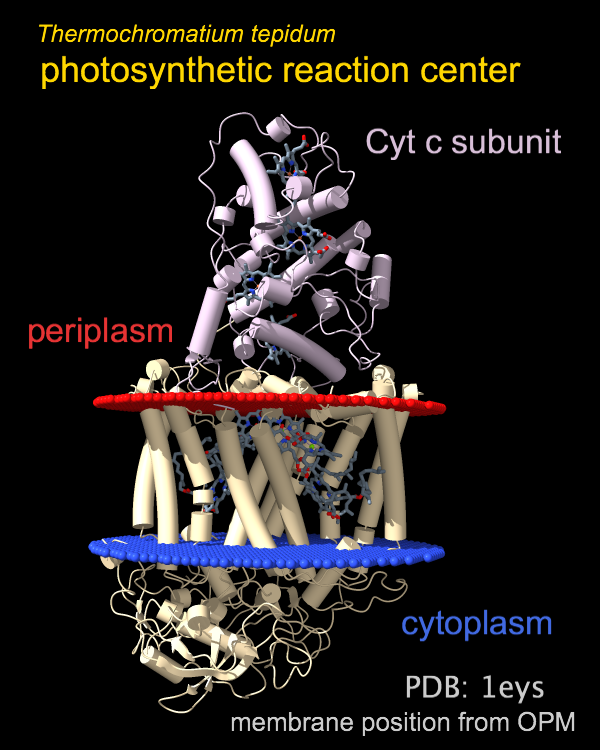 Thermochromatium tepidum
photosynthetic reaction center
Cyt c subunit
periplasm
cytoplasm
PDB: 1eys
membrane position from OPM